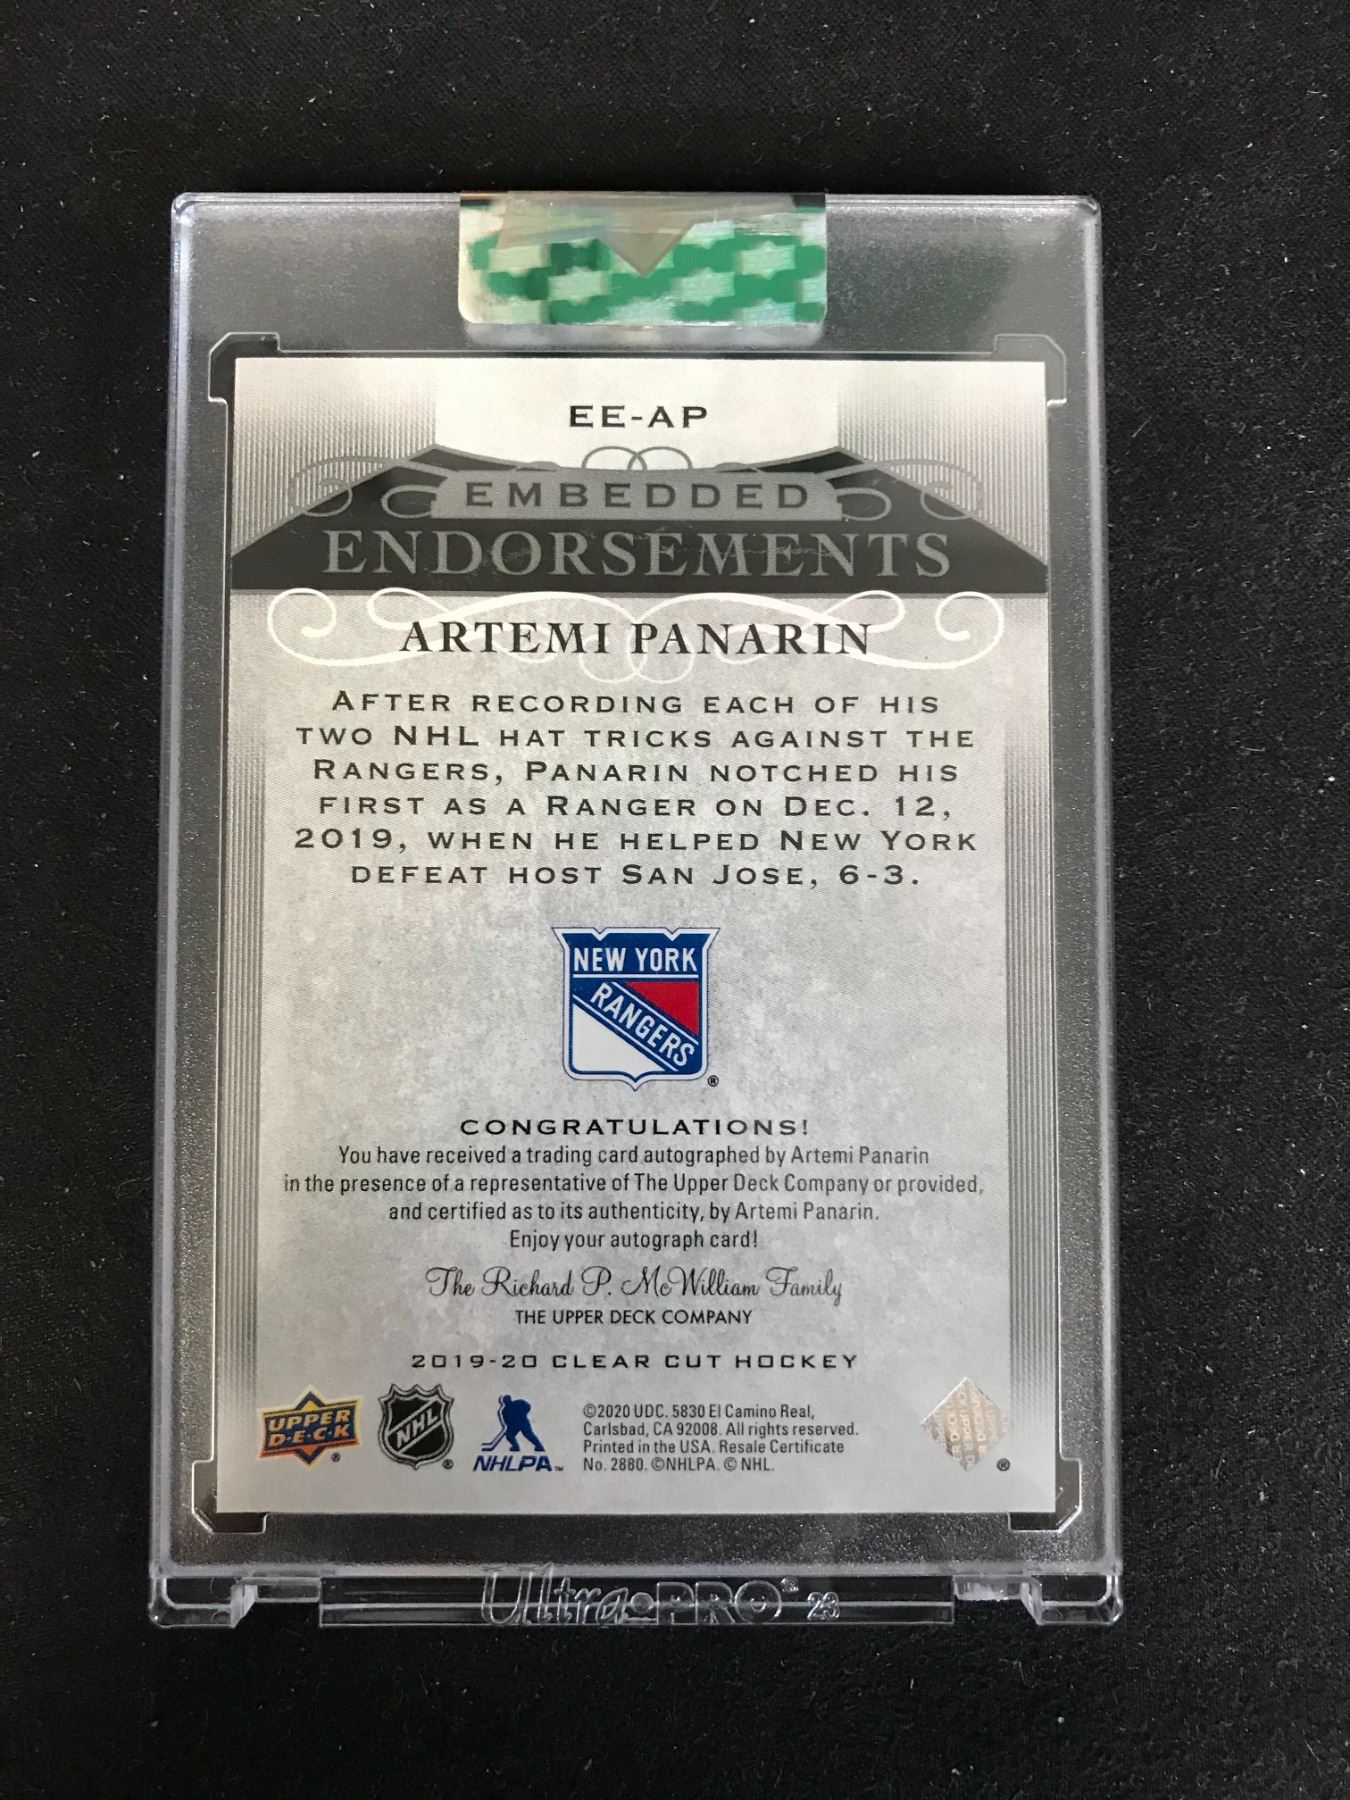 EE-AP
EMBEDDED
ENDORSEMENTS
ARTEMI PANARIN
AFTER RECORDING EACH OF HIS
TWO NHL HAT TRICKS AGAINST THE
RANGERS, PANARIN NOTCHED HIS
FIRST AS A RANGER ON DEC. 12,
2019, WHEN HE HELPED NEW YORK
DEFEAT HOST SAN JOSE, 6-3.
NEW YORK
RANGERS
®
CONGRATULATIONS!
You have received a trading card autographed by Artemi Panarin
in the presence of a representative of The Upper Deck Company or provided,
and certified as to its authenticity, by Artemi Panarin.
Enjoy your autograph card!
The Richard P. McWilliam Family
THE UPPER DECK COMPANY
2019-20 CLEAR CUT HOCKEY
UPPER
D·E·C·K
®
NHL
®
NHLPA™
©2020 UDC. 5830 El Camino Real,
Carlsbad, CA 92008. All rights reserved.
Printed in the USA. Resale Certificate
No. 2880. ©NHLPA. © NHL.
®
Ultra·PRO® 23